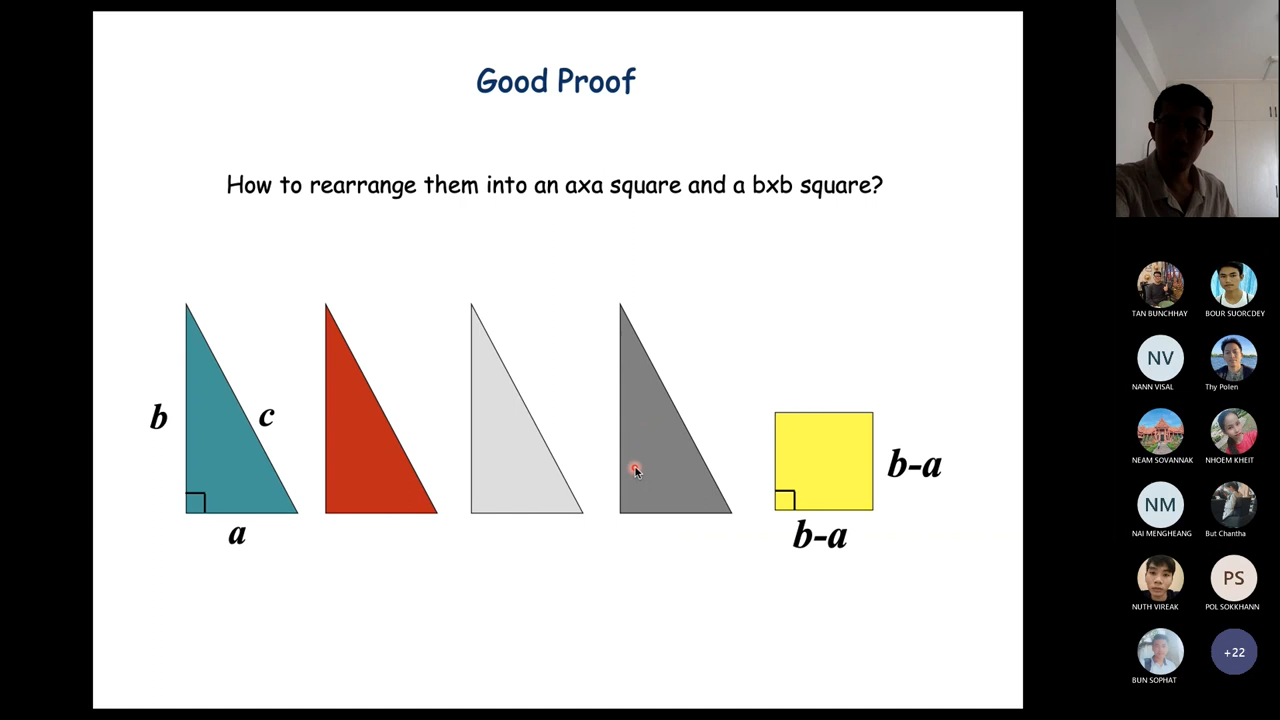 Good Proof
How to rearrange them into an axa square and a bxb square?
b
c
a
b-a
b-a
TAN BUNCHHAY
BOUR SUORCDEY
NV
NANN VISAL
Thy Polen
NEAM SOVANNAK
NHOEM KHEIT
NM
NAI MENGHEANG
But Chantha
NUTH VIREAK
PS
POL SOKKHANN
BUN SOPHAT
+22